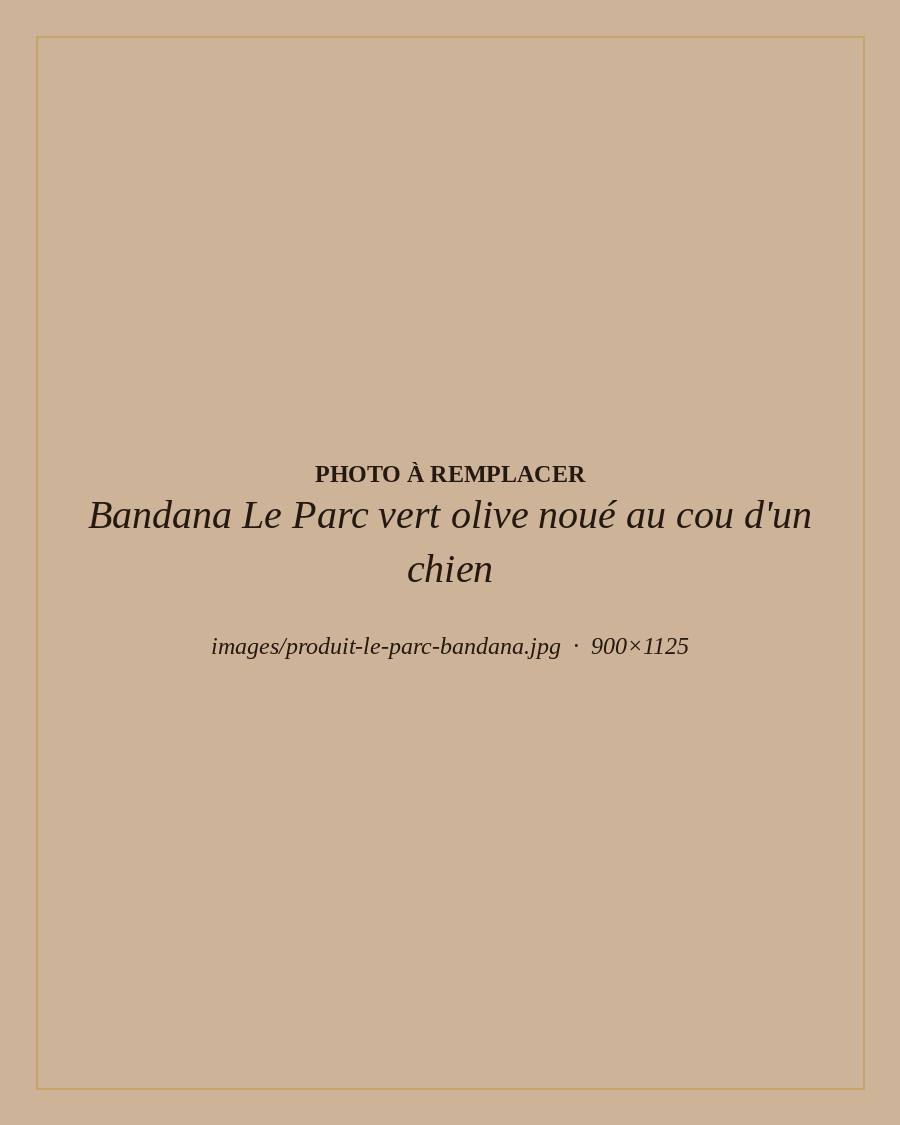 PHOTO À REMPLACER
Bandana Le Parc vert olive noué au cou d'un
chien
images/produit-le-parc-bandana.jpg · 900×1125